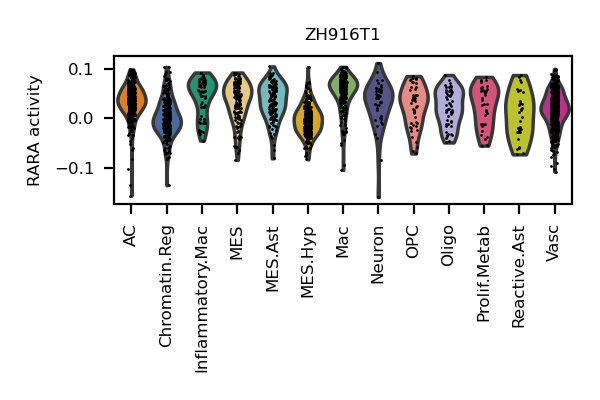 ZH916T1
RARA activity
0.1
0.0
−0.1
AC
Chromatin.Reg
Inflammatory.Mac
MES
MES.Ast
MES.Hyp
Mac
Neuron
OPC
Oligo
Prolif.Metab
Reactive.Ast
Vasc